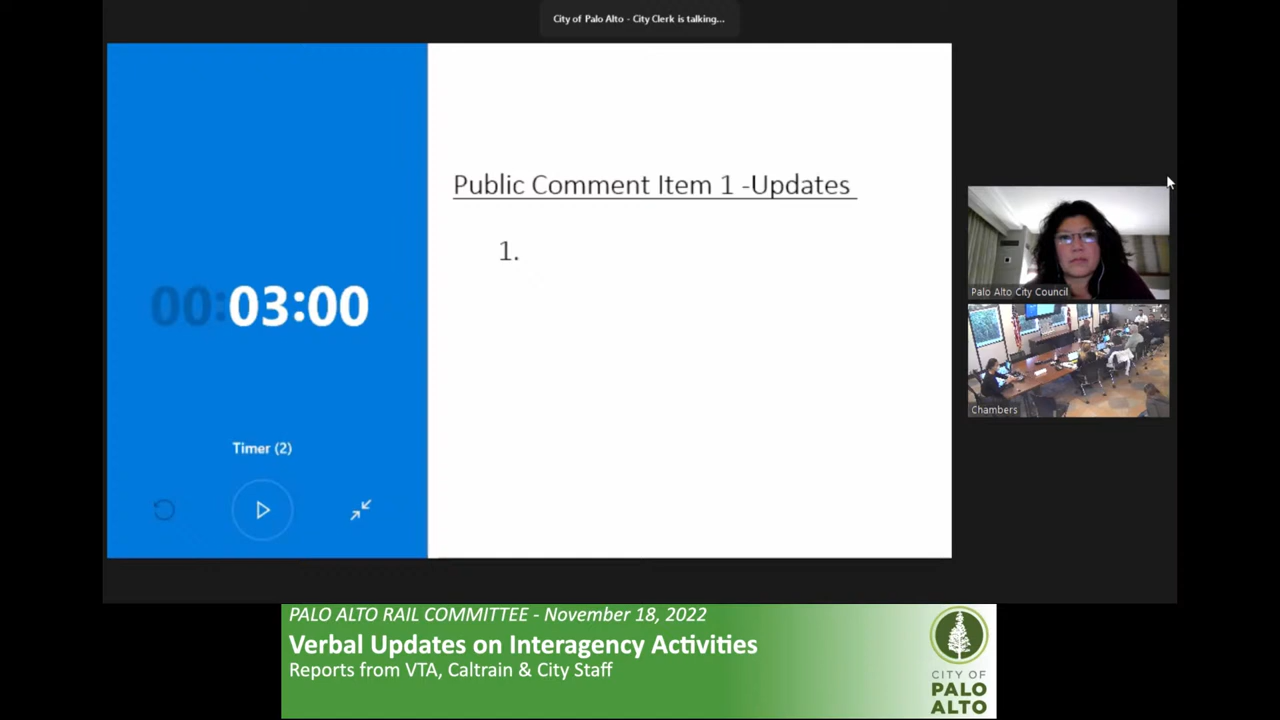 City of Palo Alto - City Clerk is talking...
Public Comment Item 1 -Updates
1.
00:03:00
Timer (2)
Palo Alto City Council
Chambers
PALO ALTO RAIL COMMITTEE - November 18, 2022
Verbal Updates on Interagency Activities
Reports from VTA, Caltrain & City Staff
CITY OF
PALO
ALTO